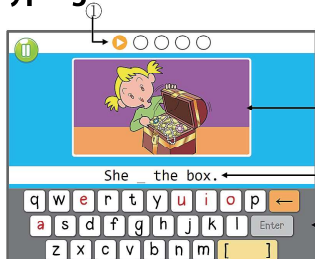 ①
She _ the box.
q w e r t y u i o p ←
a s d f g h j k l Enter
z x c v b n m [ ]